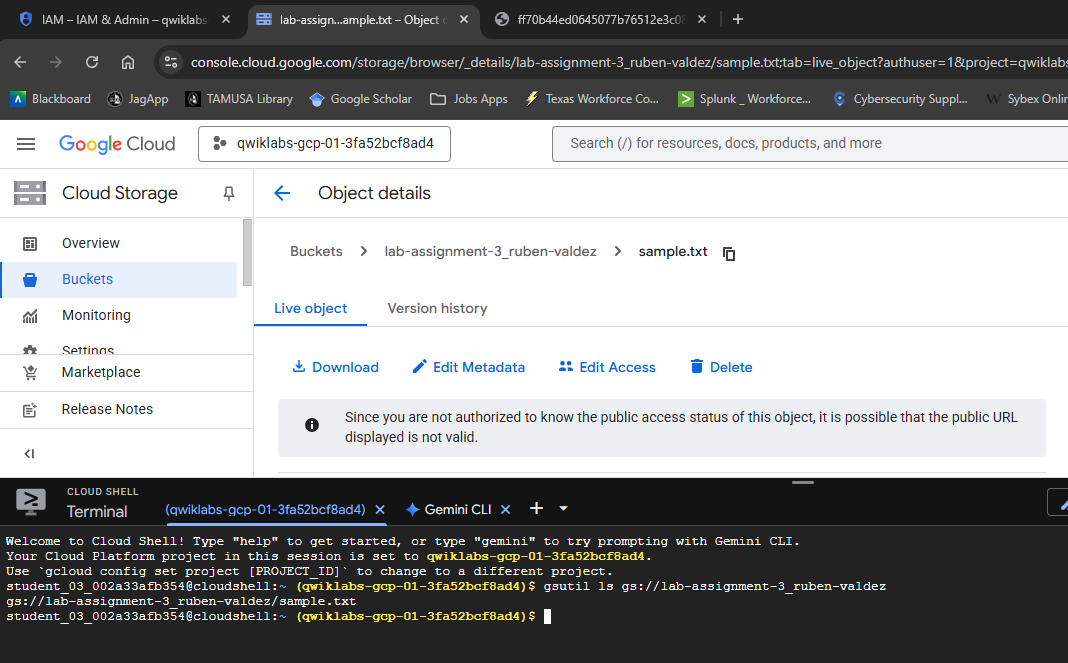 IAM – IAM & Admin – qwiklabs
lab-assign...ample.txt – Object
ff70b44ed0645077b76512e3c0
console.cloud.google.com/storage/browser/_details/lab-assignment-3_ruben-valdez/sample.txt;tab=live_object?authuser=1&project=qwiklabs
Blackboard
JagApp
TAMUSA Library
Google Scholar
Jobs Apps
Texas Workforce Co...
Splunk _ Workforce...
Cybersecurity Suppl...
Sybex Onlin
Google Cloud
qwiklabs-gcp-01-3fa52bcf8ad4
Search (/) for resources, docs, products, and more
Cloud Storage
Object details
Overview
Buckets
Monitoring
Settings
Marketplace
Release Notes
Buckets > lab-assignment-3_ruben-valdez > sample.txt
Live object
Version history
Download
Edit Metadata
Edit Access
Delete
Since you are not authorized to know the public access status of this object, it is possible that the public URL
displayed is not valid.
CLOUD SHELL
Terminal
(qwiklabs-gcp-01-3fa52bcf8ad4)
Gemini CLI
Welcome to Cloud Shell! Type "help" to get started, or type "gemini" to try prompting with Gemini CLI.
Your Cloud Platform project in this session is set to qwiklabs-gcp-01-3fa52bcf8ad4.
Use `gcloud config set project [PROJECT_ID]` to change to a different project.
student_03_002a33afb354@cloudshell:~ (qwiklabs-gcp-01-3fa52bcf8ad4)$ gsutil ls gs://lab-assignment-3_ruben-valdez
gs://lab-assignment-3_ruben-valdez/sample.txt
student_03_002a33afb354@cloudshell:~ (qwiklabs-gcp-01-3fa52bcf8ad4)$